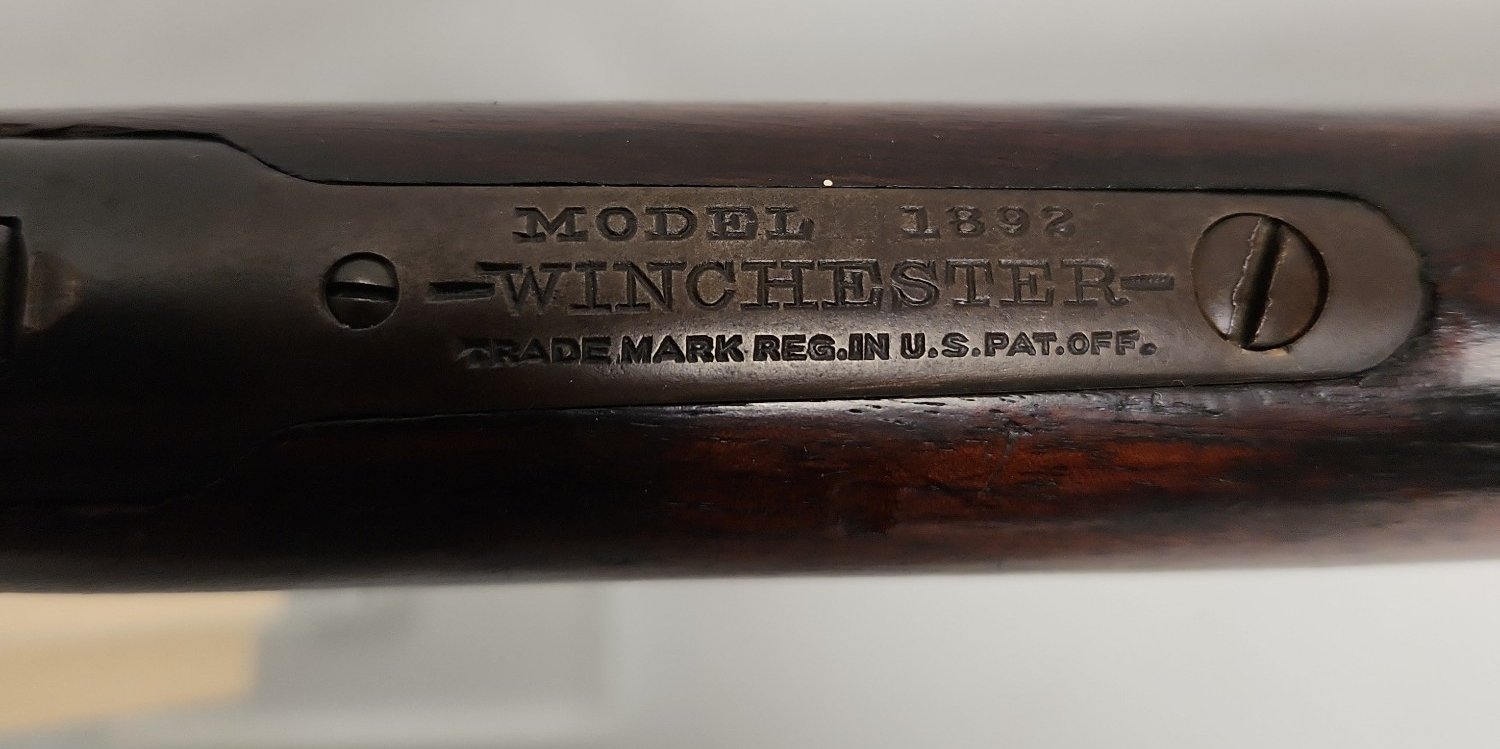 MODEL 1892
-WINCHESTER-
TRADE MARK REG.IN U.S.PAT.OFF.